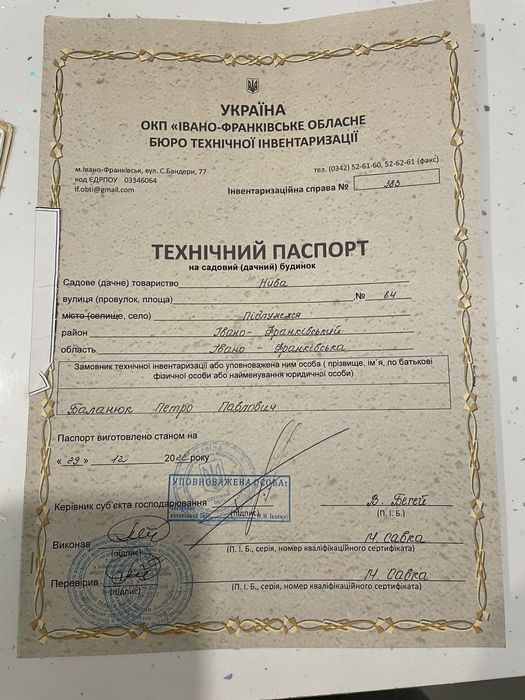 УКРАЇНА
ОКП «ІВАНО-ФРАНКІВСЬКЕ ОБЛАСНЕ
БЮРО ТЕХНІЧНОЇ ІНВЕНТАРИЗАЦІЇ
м.Івано-Франківськ, вул. С.Бандери, 77
тел. (0342) 52-61-60, 52-62-61 (факс)
код ЄДРПОУ 03346064
if.obti@gmail.com
Інвентаризаційна справа № 383
ТЕХНІЧНИЙ ПАСПОРТ
на садовий (дачний) будинок
Садове (дачне) товариство Нива
вулиця (провулок, площа) № 84
місто (селище, село)
район Івано-Франківський
область Івано Франківська
Замовник технічної інвентаризації або уповноважена ним особа ( прізвище, ім`я, по батькові
фізичної особи або найменування юридичної особи)
Баланюк Петро Павлович
Паспорт виготовлено станом на
« 29 » 12 20 року
УПОВНОВАЖЕНА ОСОБА:
Керівник суб`єкта господарювання В. Бегей
(підпис) (П. І. Б.)
Виконав М. Савка
(підпис) (П. І. Б., серія, номер кваліфікаційного сертифіката)
Перевірив М. Савка
(підпис) (П. І. Б., серія, номер кваліфікаційного сертифіката)